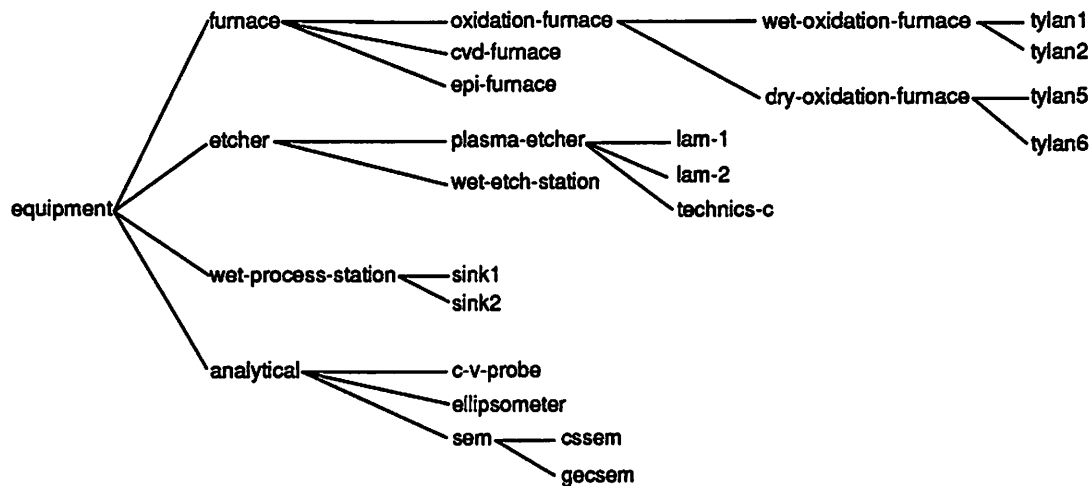 furnace oxidation-furnace wet-oxidation-furnace tylan1
cvd-furnace tylan2
epi-furnace dry-oxidation-furnace tylan5
etcher plasma-etcher lam-1 tylan6
wet-etch-station lam-2
equipment technics-c
wet-process-station sink1
sink2
analytical c-v-probe
ellipsometer
sem cssem
gecsem